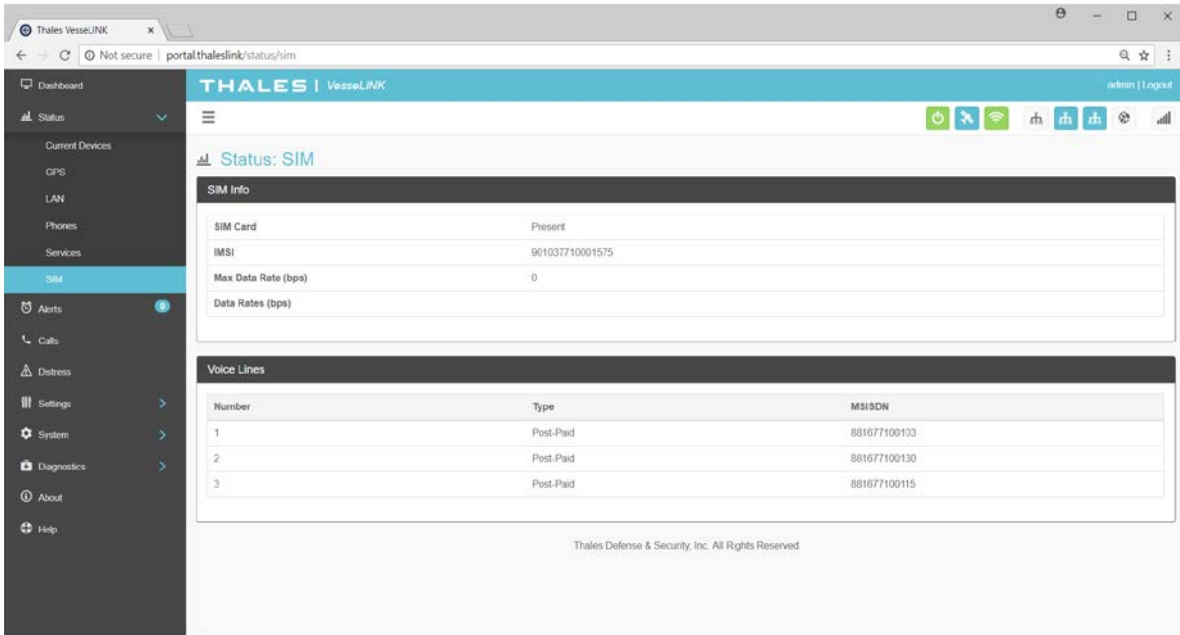 Thales VesseLINK
Not secure | portal.thaleslink/status/sim
Dashboard
Status
Current Devices
GPS
LAN
Phones
Services
SIM
Alerts 0
Calls
Distress
Settings
System
Diagnostics
About
Help
THALES | VesseLINK
admin | Logout
Status: SIM
SIM Info
SIM Card Present
IMSI 901037710001575
Max Data Rate (bps) 0
Data Rates (bps)
Voice Lines
Number Type MSISDN
1 Post-Paid 881677100103
2 Post-Paid 881677100130
3 Post-Paid 881677100115
Thales Defense & Security, Inc. All Rights Reserved